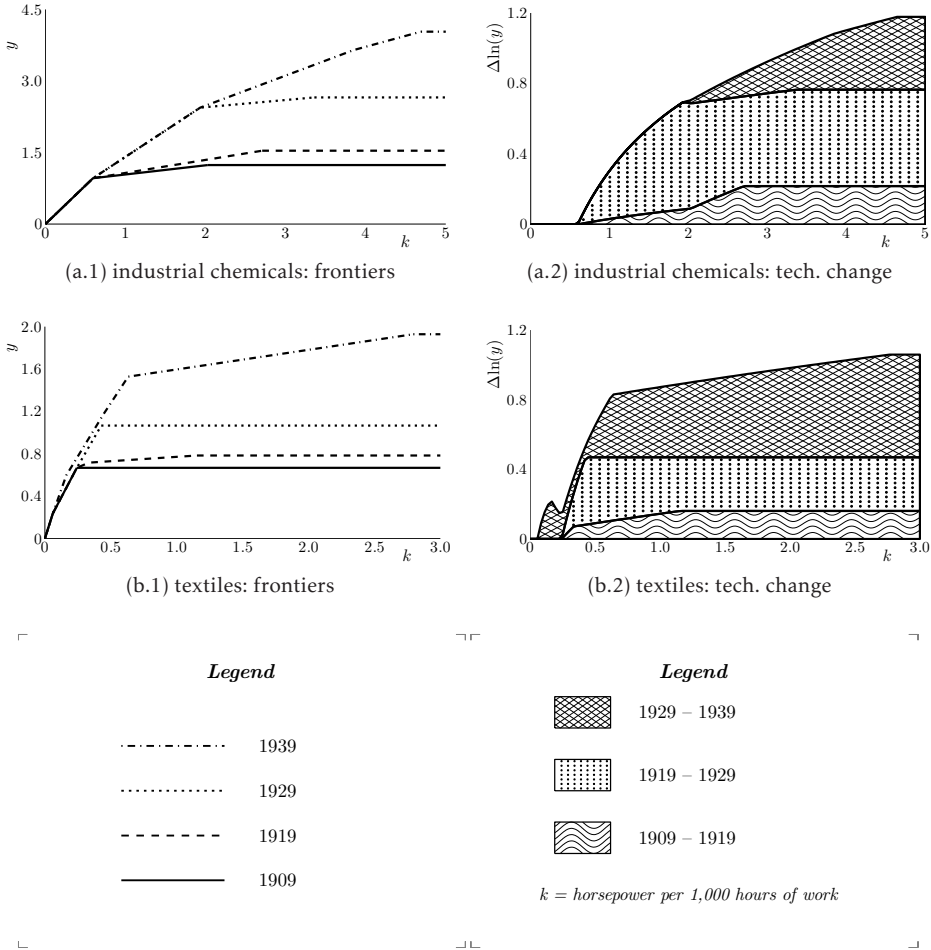 4.5
3.0
1.5
0
y
0
1
2
3
4
5
k
(a.1) industrial chemicals: frontiers
1.2
0.8
0.4
0
Δln(y)
0
1
2
3
4
5
k
(a.2) industrial chemicals: tech. change
2.0
1.6
1.2
0.8
0.4
0
y
0
0.5
1.0
1.5
2.0
2.5
3.0
k
(b.1) textiles: frontiers
1.2
0.8
0.4
0
Δln(y)
0
0.5
1.0
1.5
2.0
2.5
3.0
k
(b.2) textiles: tech. change
Legend
1939
1929
1919
1909
Legend
1929 – 1939
1919 – 1929
1909 – 1919
k = horsepower per 1,000 hours of work